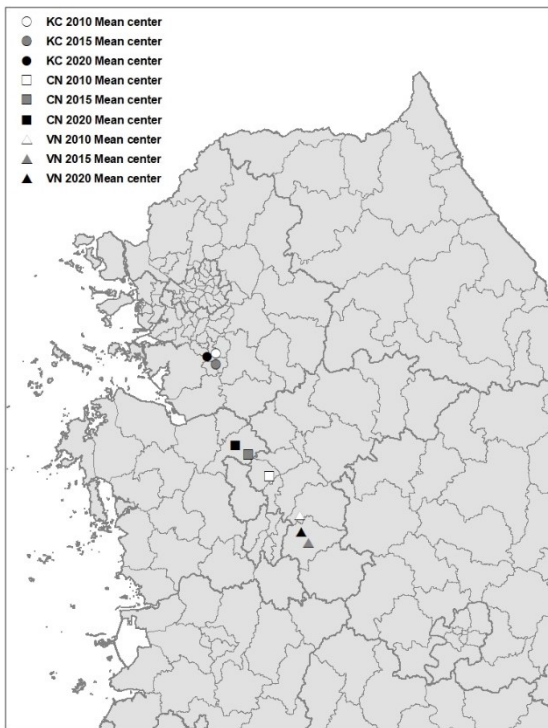 KC 2010 Mean center
KC 2015 Mean center
KC 2020 Mean center
CN 2010 Mean center
CN 2015 Mean center
CN 2020 Mean center
VN 2010 Mean center
VN 2015 Mean center
VN 2020 Mean center